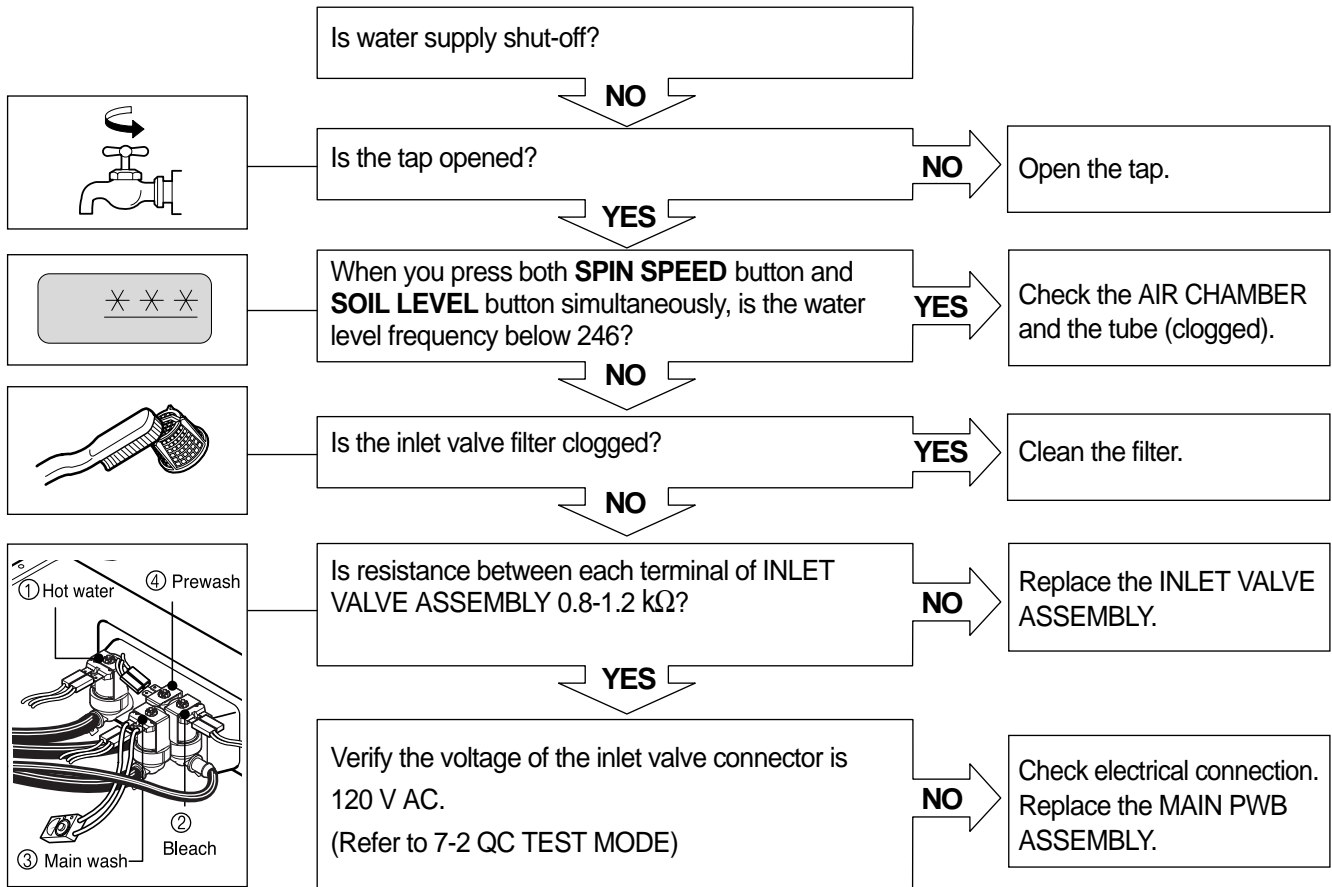 Is water supply shut-off?
NO
Is the tap opened?
NO
Open the tap.
YES
When you press both SPIN SPEED button and
SOIL LEVEL button simultaneously, is the water
level frequency below 246?
YES
Check the AIR CHAMBER
and the tube (clogged).
NO
Is the inlet valve filter clogged?
YES
Clean the filter.
NO
① Hot water
④ Prewash
②
Bleach
③ Main wash
Is resistance between each terminal of INLET
VALVE ASSEMBLY 0.8-1.2 kΩ?
NO
Replace the INLET VALVE
ASSEMBLY.
YES
Verify the voltage of the inlet valve connector is
120 V AC.
(Refer to 7-2 QC TEST MODE)
NO
Check electrical connection.
Replace the MAIN PWB
ASSEMBLY.